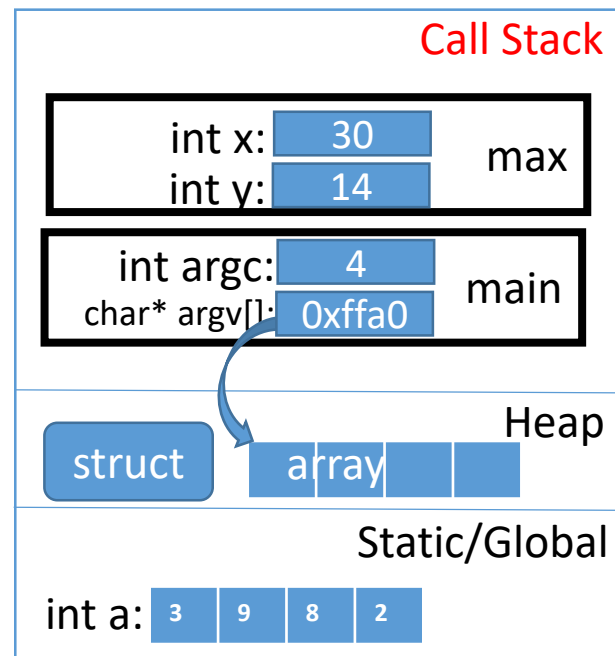 Call Stack
int x: 30
max
int y: 14
int argc: 4
main
char* argv[]: 0xffa0
Heap
struct
array
Static/Global
int a: 3 9 8 2